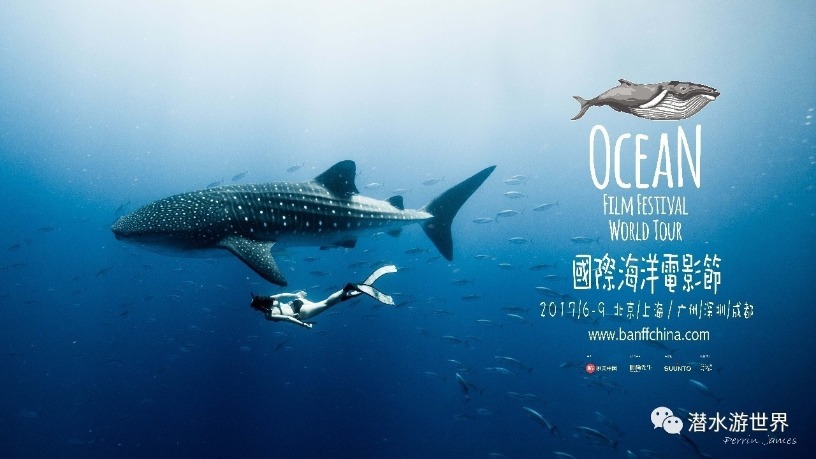 OCEAN
FILM FESTIVAL
WORLD TOUR
國際海洋電影節
2017/6-9 北京/上海/广州/深圳/成都
www.banffchina.com
SUUNTO
潜水游世界
Perrin James